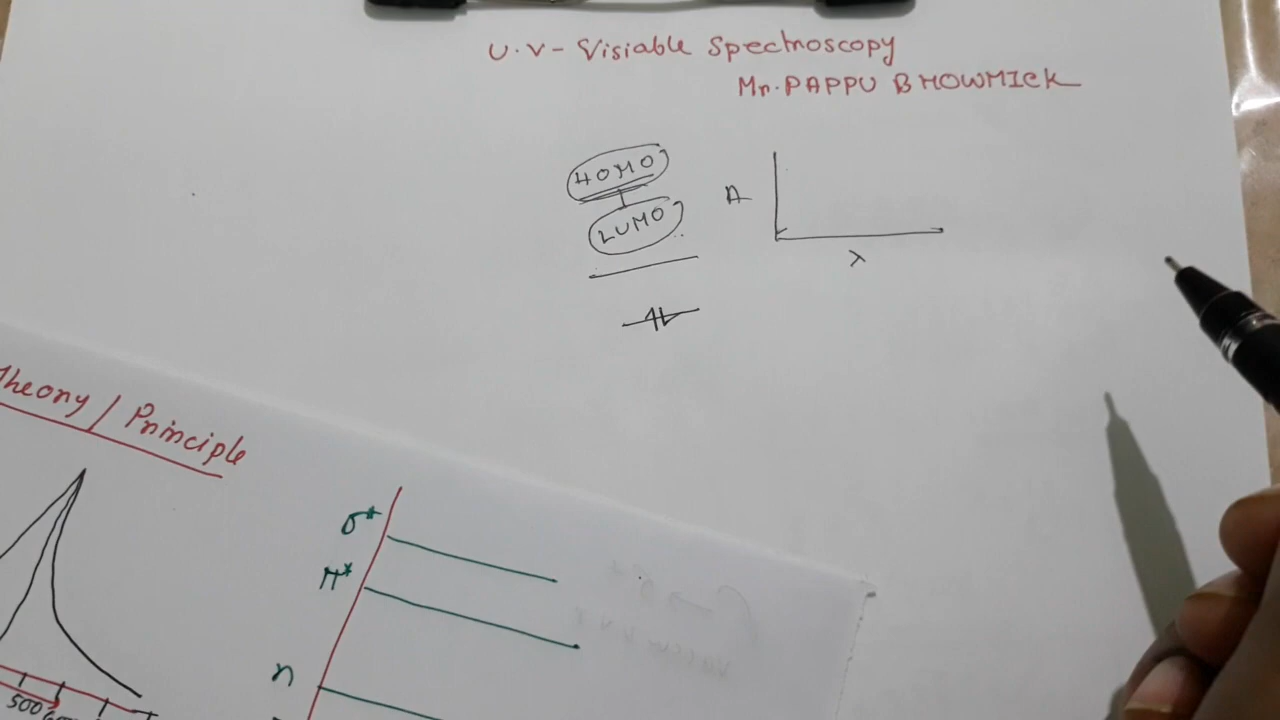 U.V- Visiable Spectroscopy
Mr. PAPPU BHOWMICK
HOMO
LUMO
A
λ
Theory / Principle
σ*
π*
n
500